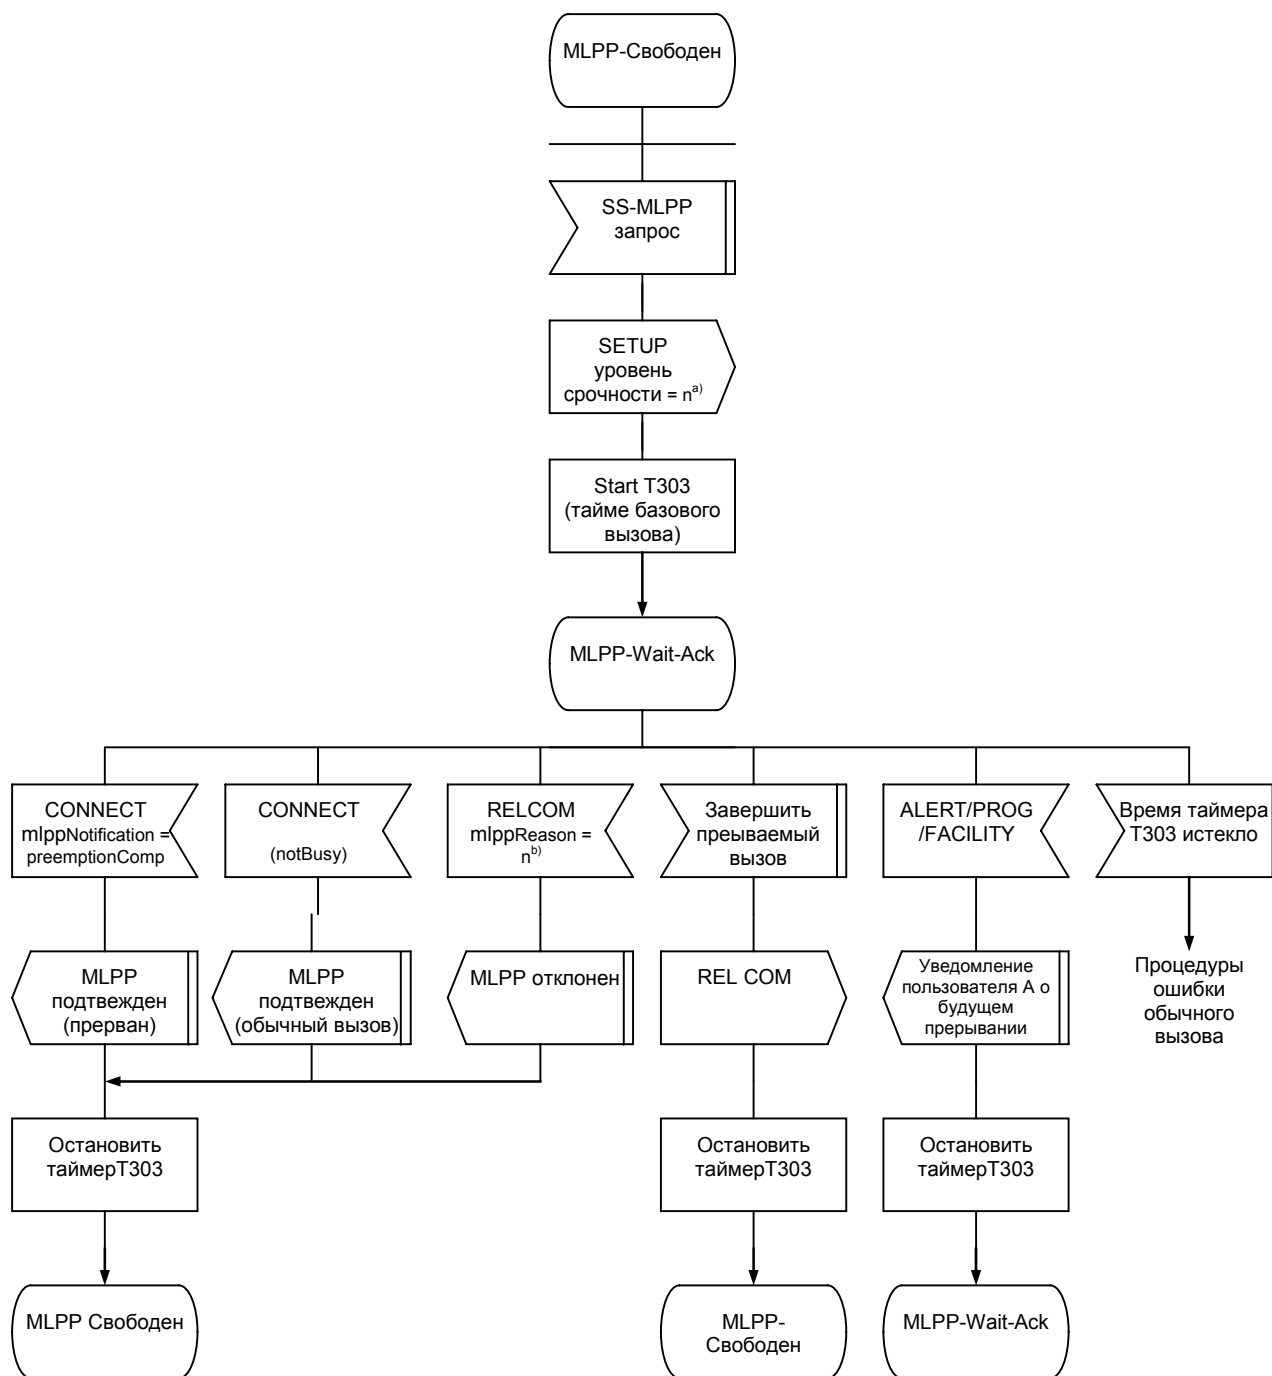 MLPP-Свободен
SS-MLPP
запрос
SETUP
уровень
срочности = n^a)
Start T303
(тайме базового
вызова)
MLPP-Wait-Ack
CONNECT
mlppNotification =
preemptionComp
CONNECT
(notBusy)
RELCOM
mlppReason =
n^b)
Завершить
преываемый
вызов
ALERT/PROG
/FACILITY
Время таймера
T303 истекло
MLPP
подтвежден
(прерван)
MLPP
подтвежден
(обычный вызов)
MLPP отклонен
REL COM
Уведомление
пользователя А о
будущем
прерывании
Процедуры
ошибки
обычного
вызова
Остановить
таймерT303
Остановить
таймерT303
Остановить
таймерT303
MLPP Свободен
MLPP-
Свободен
MLPP-Wait-Ack